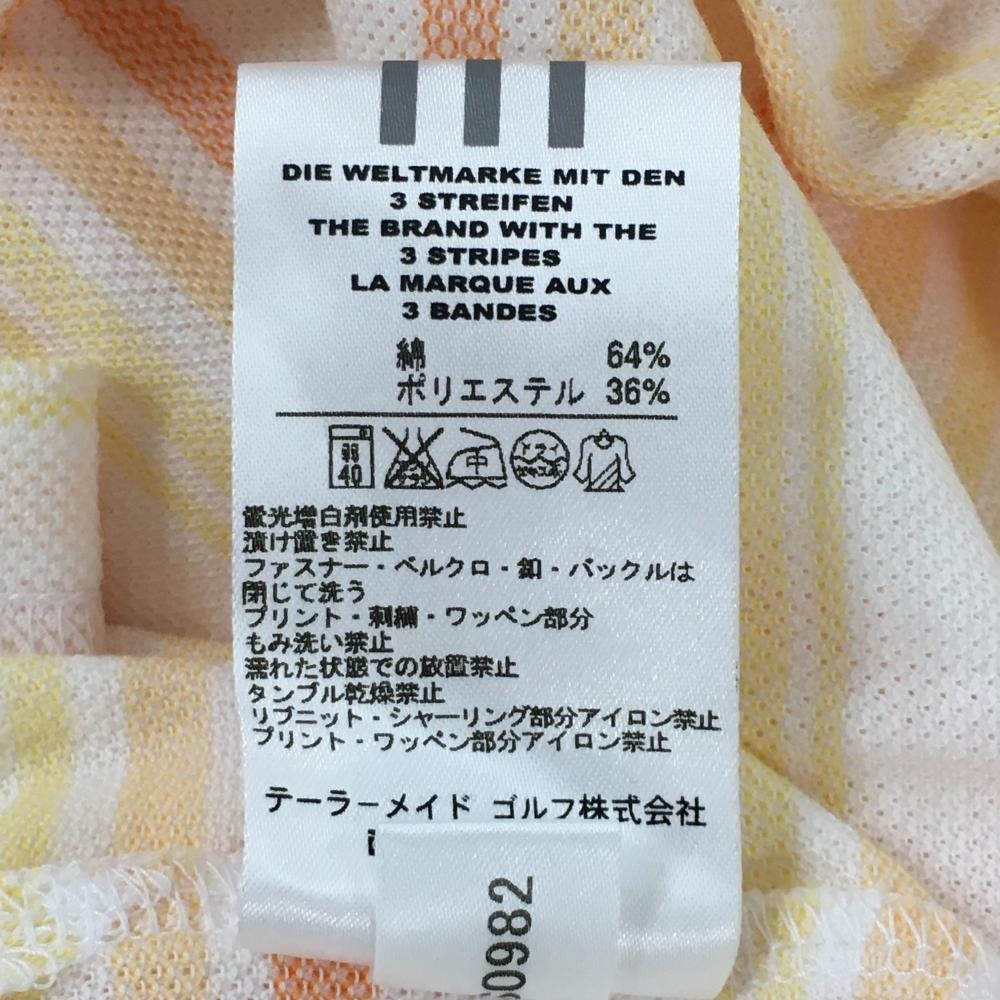 DIE WELTMARKE MIT DEN
3 STREIFEN
THE BRAND WITH THE
3 STRIPES
LA MARQUE AUX
3 BANDES
綿 64%
ポリエステル 36%
弱
40
中
蛍光増白剤使用禁止
漬け置き禁止
ファスナー・ベルクロ・釦・バックルは
閉じて洗う
プリント・刺繍・ワッペン部分
もみ洗い禁止
濡れた状態での放置禁止
タンブル乾燥禁止
リブニット・シャーリング部分アイロン禁止
プリント・ワッペン部分アイロン禁止
テーラーメイド ゴルフ株式会社
0982